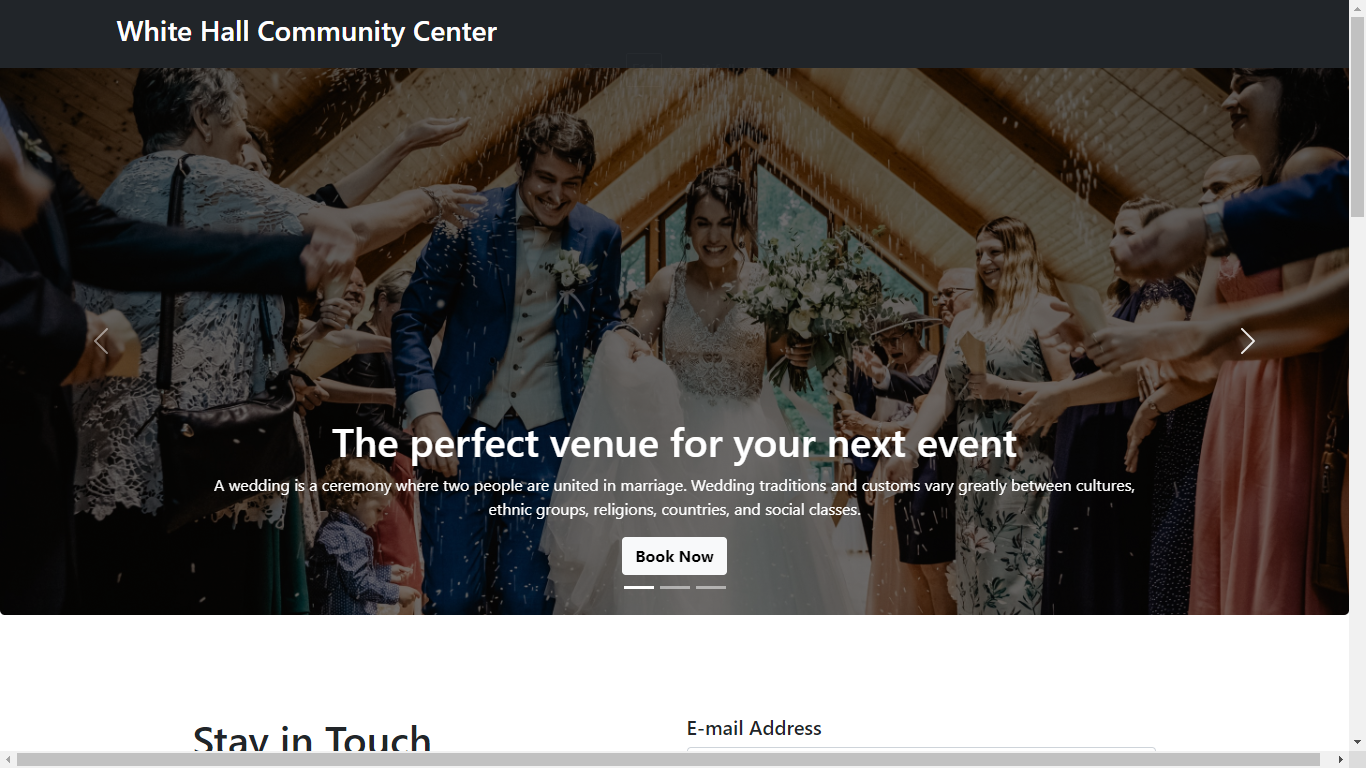 White Hall Community Center
The perfect venue for your next event
A wedding is a ceremony where two people are united in marriage. Wedding traditions and customs vary greatly between cultures,
ethnic groups, religions, countries, and social classes.
Book Now
Stay in Touch
E-mail Address